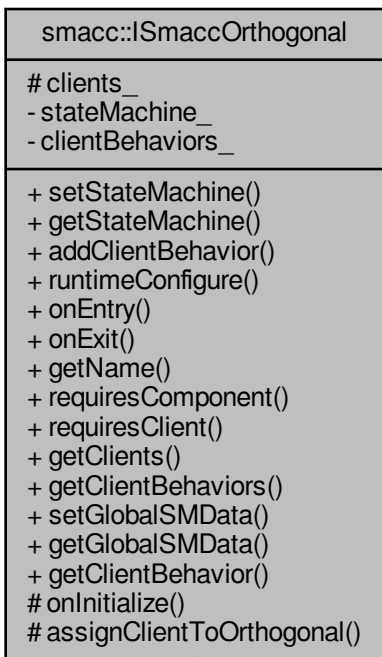 smacc::ISmaccOrthogonal
# clients_
- stateMachine_
- clientBehaviors_
+ setStateMachine()
+ getStateMachine()
+ addClientBehavior()
+ runtimeConfigure()
+ onEntry()
+ onExit()
+ getName()
+ requiresComponent()
+ requiresClient()
+ getClients()
+ getClientBehaviors()
+ setGlobalSMData()
+ getGlobalSMData()
+ getClientBehavior()
# onInitialize()
# assignClientToOrthogonal()